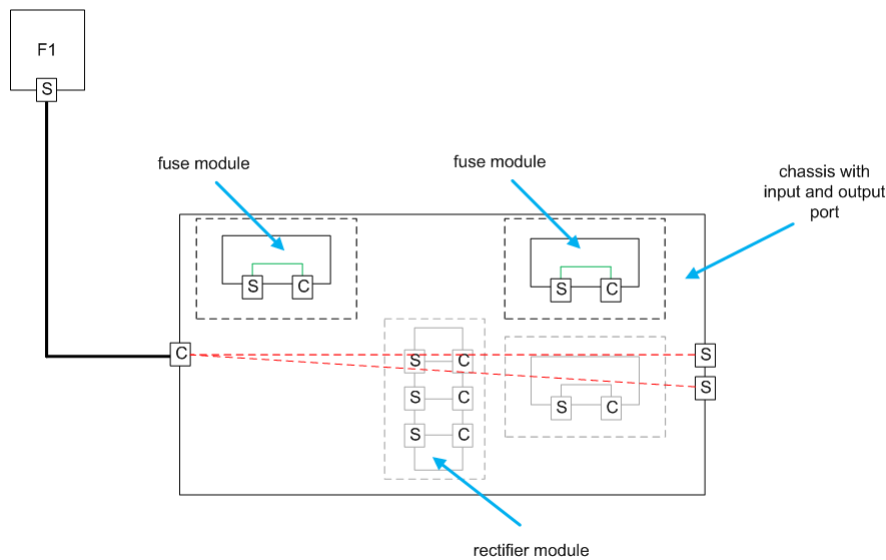 F1
S
fuse module
fuse module
chassis with
input and output
port
S C
S C
C
S C
S
S
S C
S C
S C
rectifier module